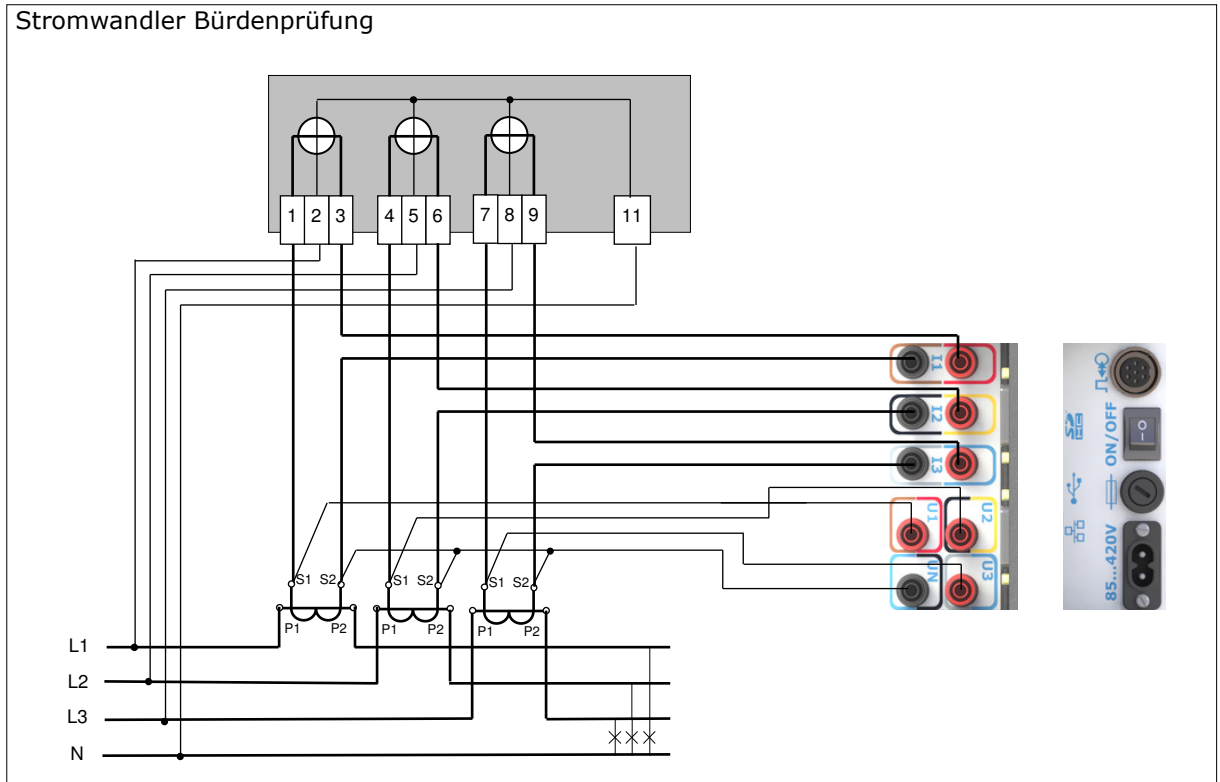 Stromwandler Bürdenprüfung
1 2 3 4 5 6 7 8 9 11
I1
I2
I3
U1 U2
UN U3
SD HC
ON/OFF
85...420V
S1 S2 S1 S2 S1 S2
P1 P2 P1 P2 P1 P2
L1
L2
L3
N